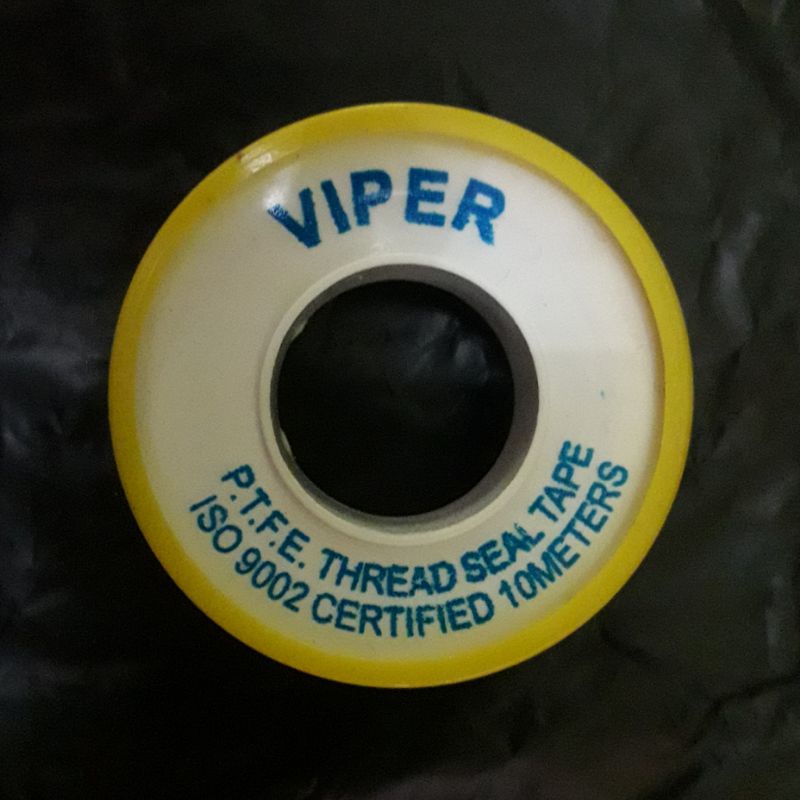 VIPER
P.T.F.E. THREAD SEAL TAPE
ISO 9002 CERTIFIED 10METERS